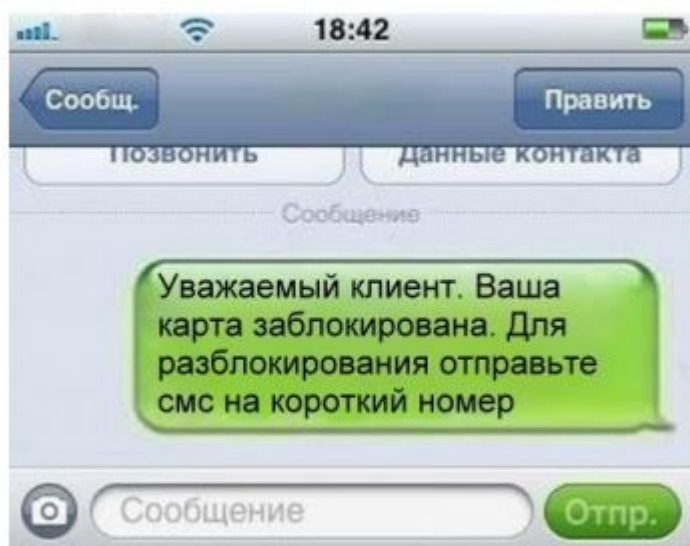 18:42
Сообщ.
Править
Позвонить
Данные контакта
Сообщение
Уважаемый клиент. Ваша
карта заблокирована. Для
разблокирования отправьте
смс на короткий номер
Сообщение
Отпр.